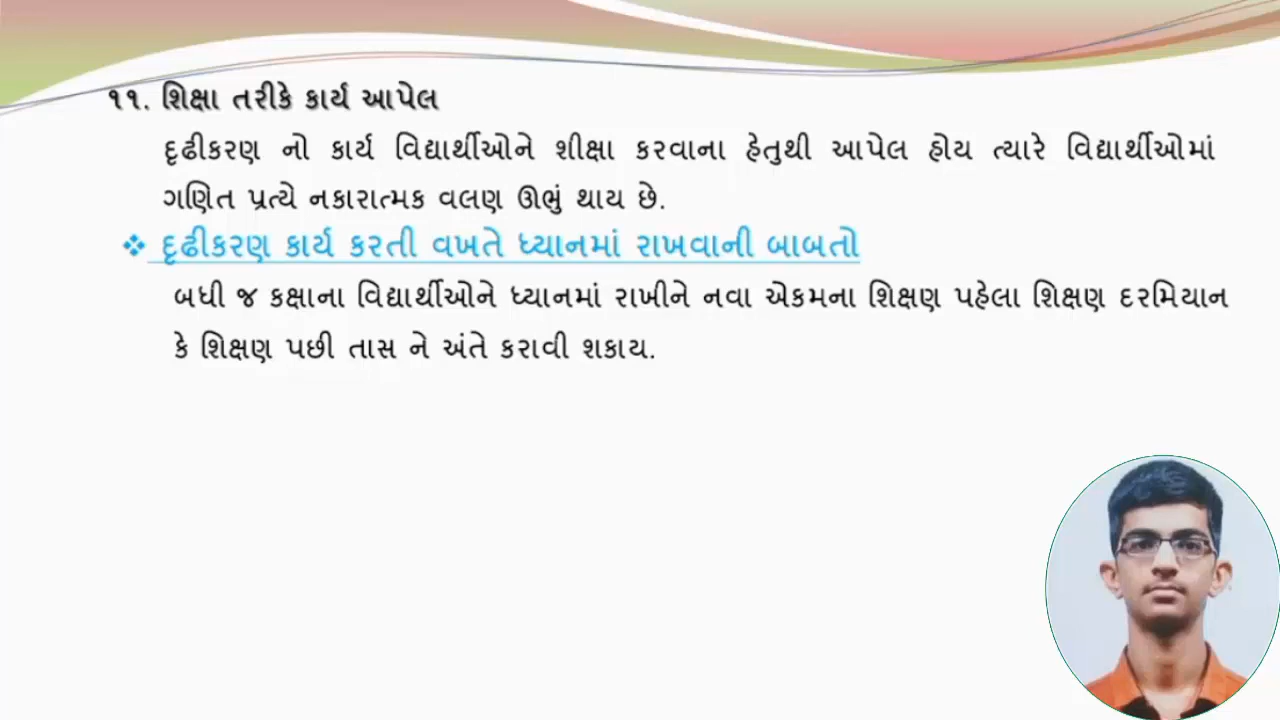 ૧૧. શિક્ષા તરીકે કાર્ય આપેલ
દૃઢીકરણ નો કાર્ય વિદ્યાર્થીઓને શીક્ષા કરવાના હેતુથી આપેલ હોય ત્યારે વિદ્યાર્થીઓમાં
ગણિત પ્રત્યે નકારાત્મક વલણ ઊભું થાય છે.
❖ દૃઢીકરણ કાર્ય કરતી વખતે ધ્યાનમાં રાખવાની બાબતો
બધી જ કક્ષાના વિદ્યાર્થીઓને ધ્યાનમાં રાખીને નવા એકમના શિક્ષણ પહેલા શિક્ષણ દરમિયાન
કે શિક્ષણ પછી તાસ ને અંતે કરાવી શકાય.